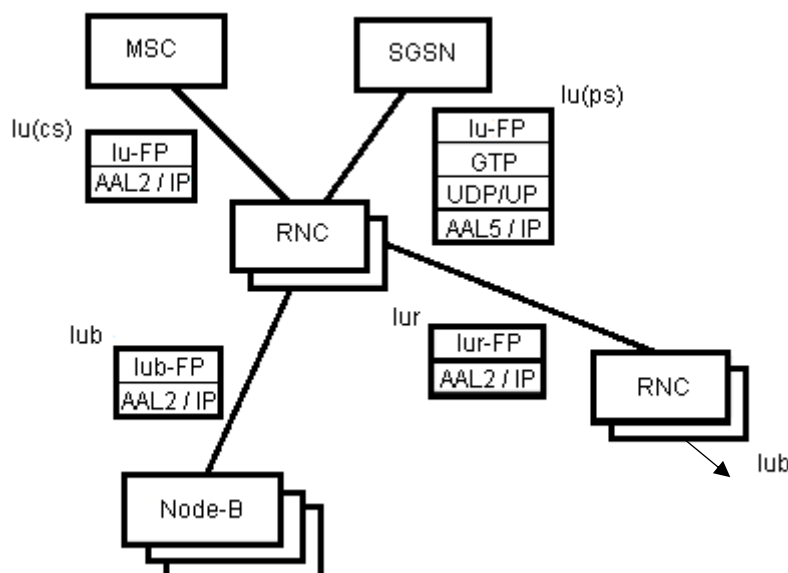 MSC
SGSN
Iu(cs)
Iu-FP
AAL2 / IP
Iu(ps)
Iu-FP
GTP
UDP/UP
AAL5 / IP
RNC
Iub
Iub-FP
AAL2 / IP
Iur
Iur-FP
AAL2 / IP
RNC
Iub
Node-B